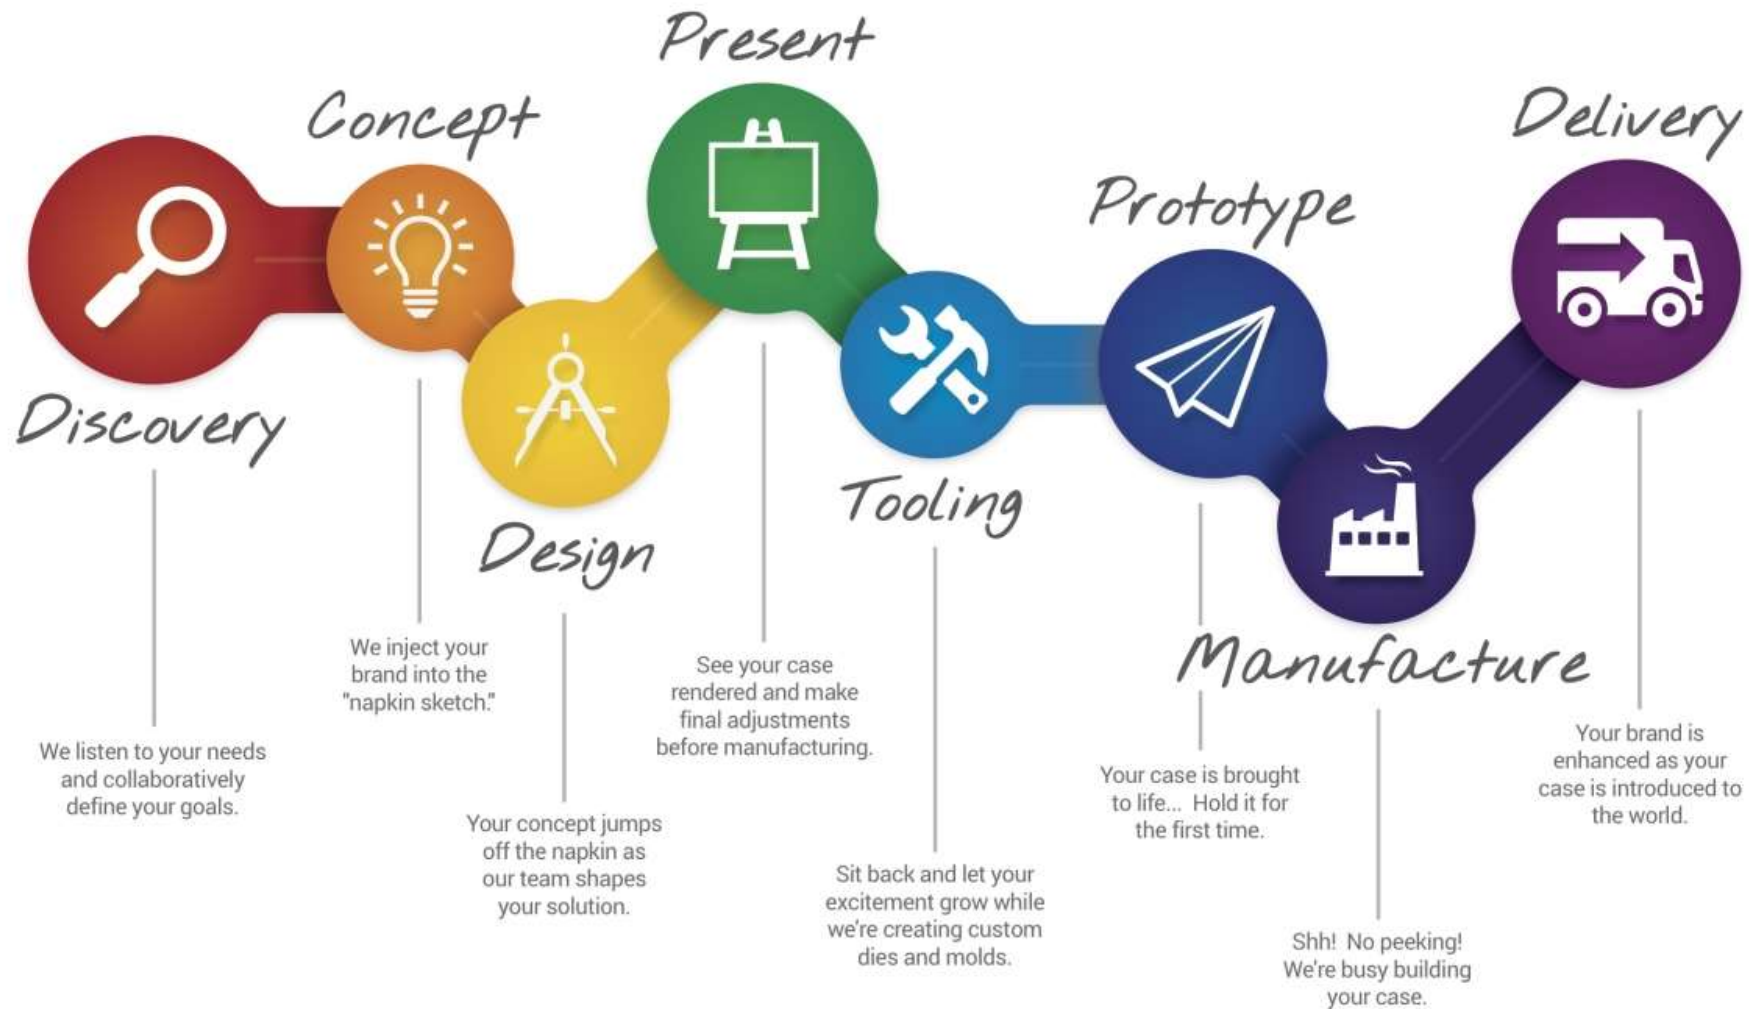 Discovery
We listen to your needs
and collaboratively
define your goals.
Concept
We inject your
brand into the
"napkin sketch."
Design
Your concept jumps
off the napkin as
our team shapes
your solution.
Present
See your case
rendered and make
final adjustments
before manufacturing.
Tooling
Sit back and let your
excitement grow while
we're creating custom
dies and molds.
Prototype
Your case is brought
to life... Hold it for
the first time.
Manufacture
Shh! No peeking!
We're busy building
your case.
Delivery
Your brand is
enhanced as your
case is introduced to
the world.